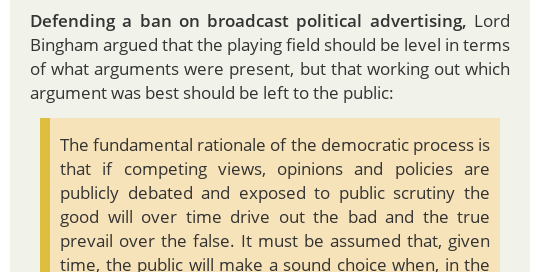 Defending a ban on broadcast political advertising, Lord
Bingham argued that the playing field should be level in terms
of what arguments were present, but that working out which
argument was best should be left to the public:
The fundamental rationale of the democratic process is
that if competing views, opinions and policies are
publicly debated and exposed to public scrutiny the
good will over time drive out the bad and the true
prevail over the false. It must be assumed that, given
time, the public will make a sound choice when, in the